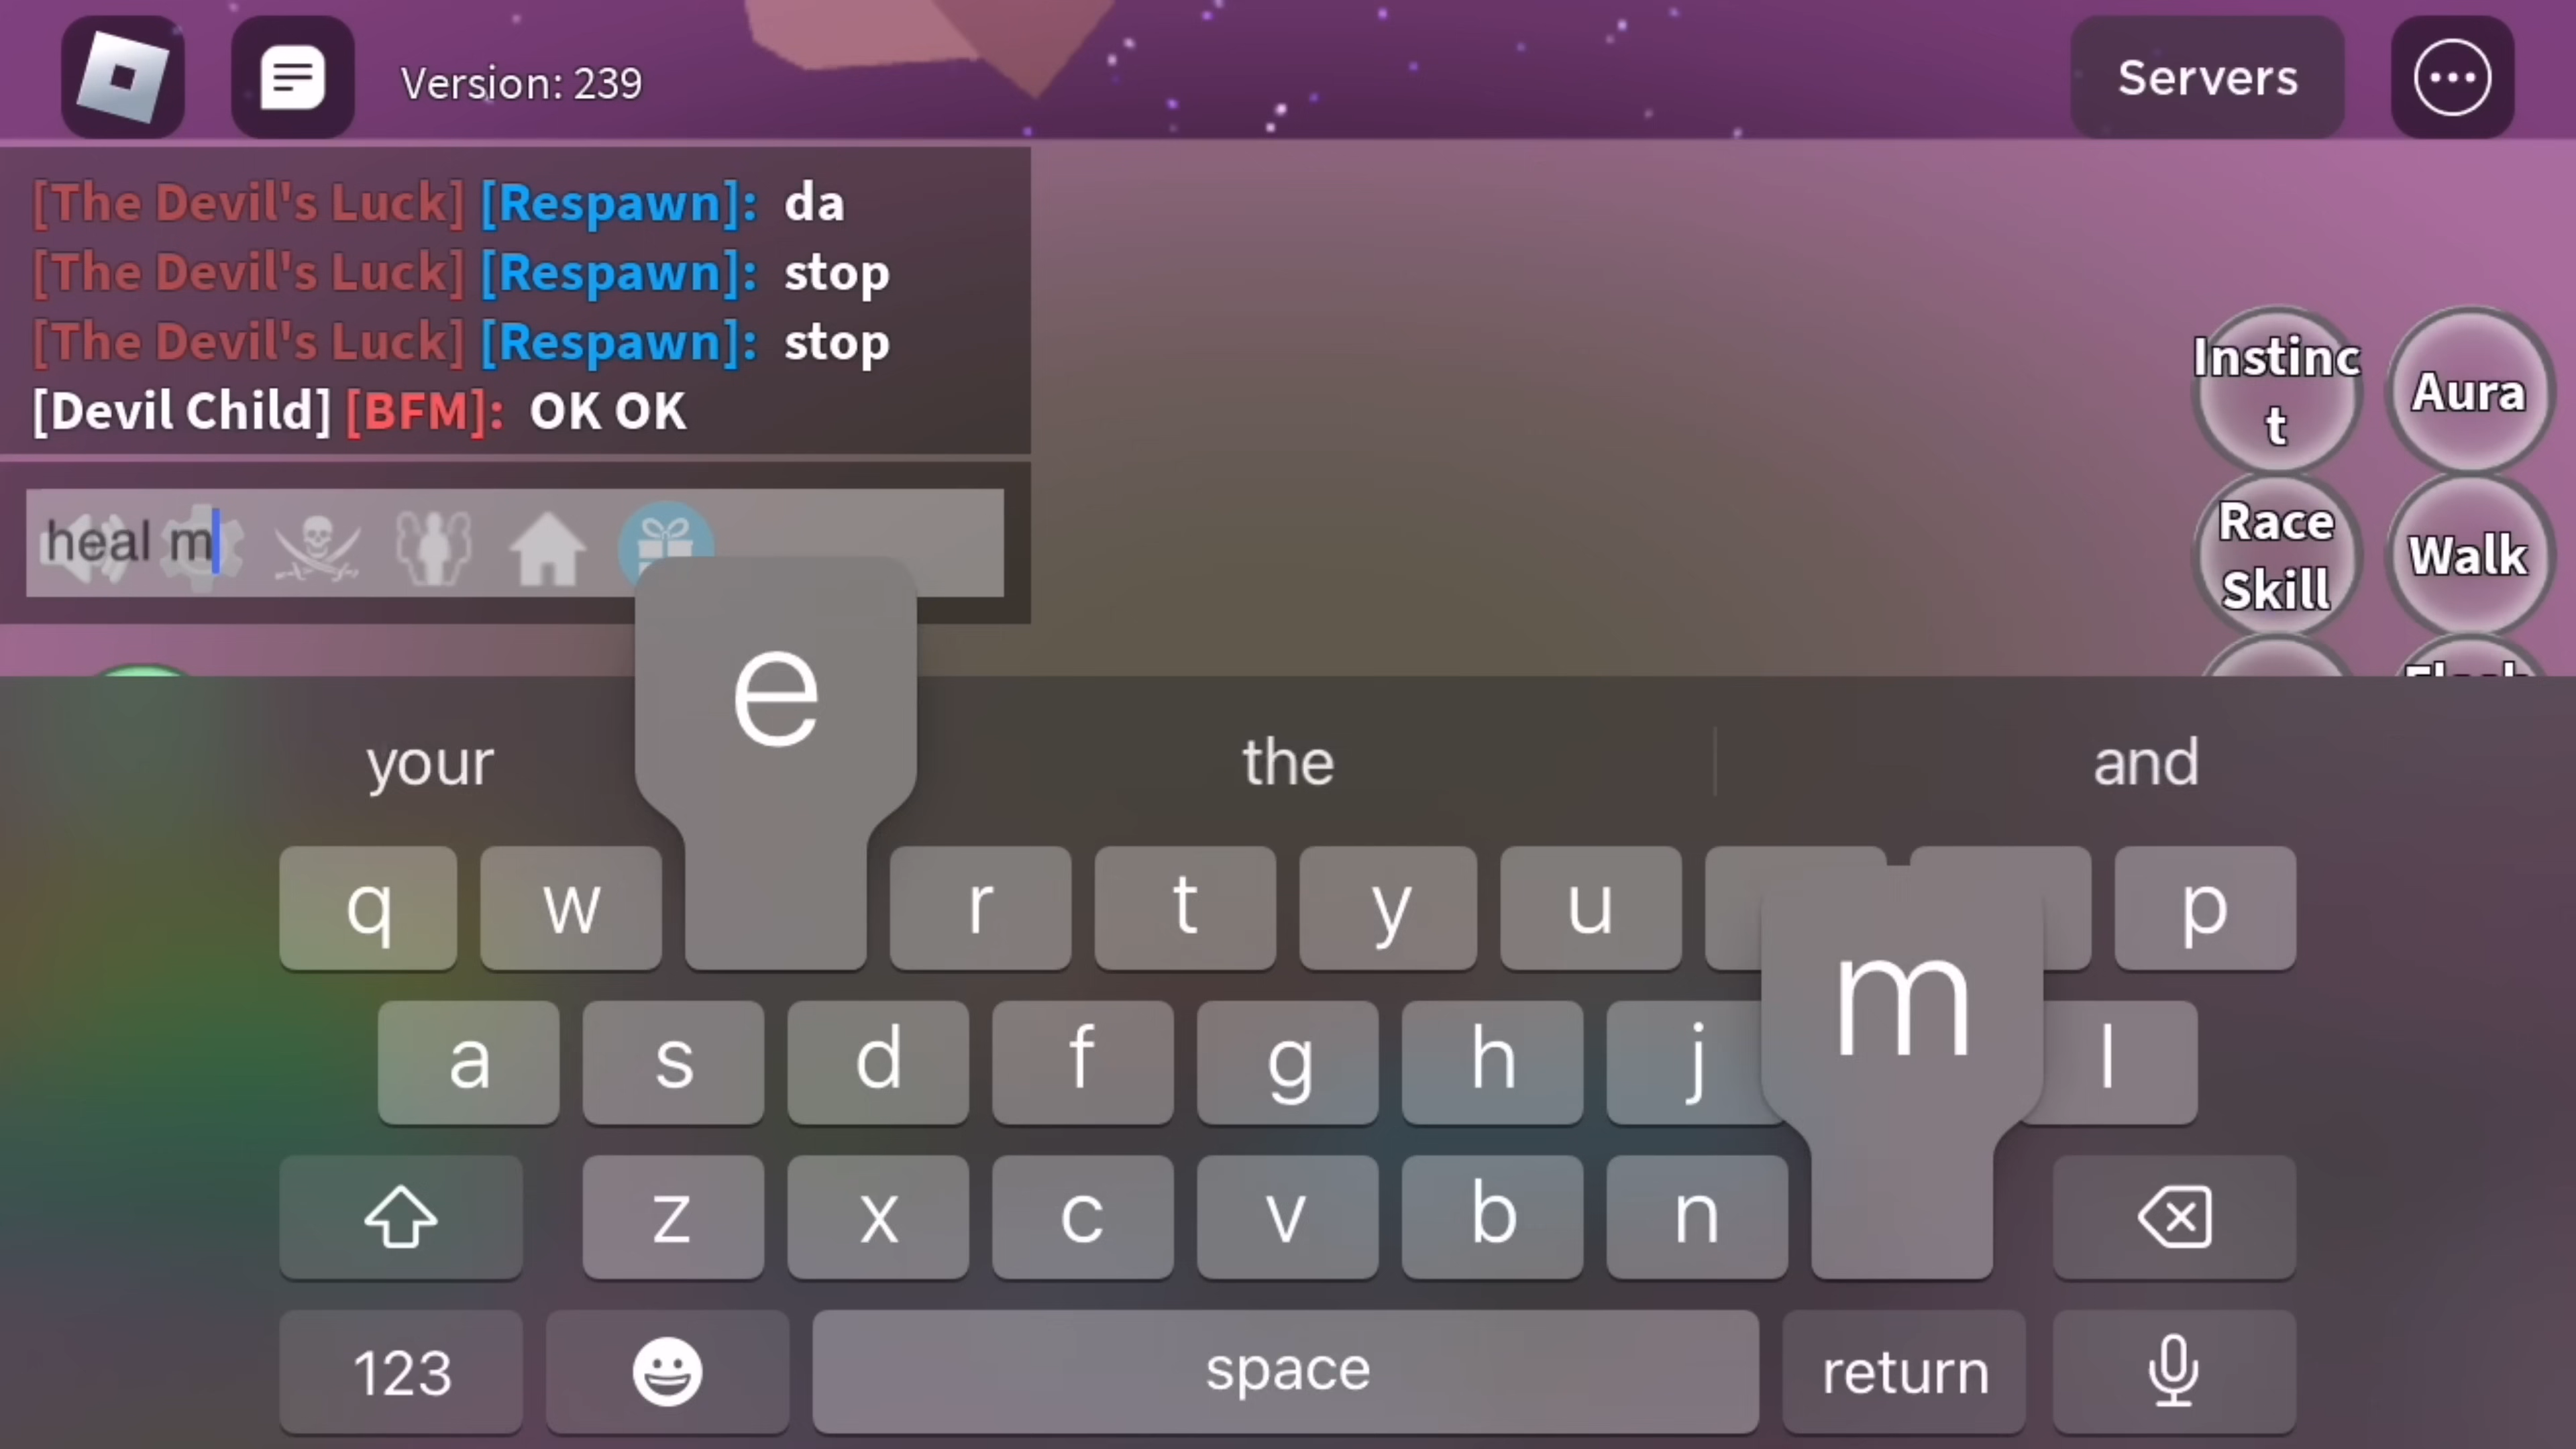 Version: 239
Servers
[The Devil's Luck] [Respawn]: da
[The Devil's Luck] [Respawn]: stop
[The Devil's Luck] [Respawn]: stop
[Devil Child] [BFM]: OK OK
heal m
Instinc
t
Aura
Race
Skill
Walk
your
the
and
e
q w r t y u p
m
a s d f g h j l
z x c v b n
123
space
return